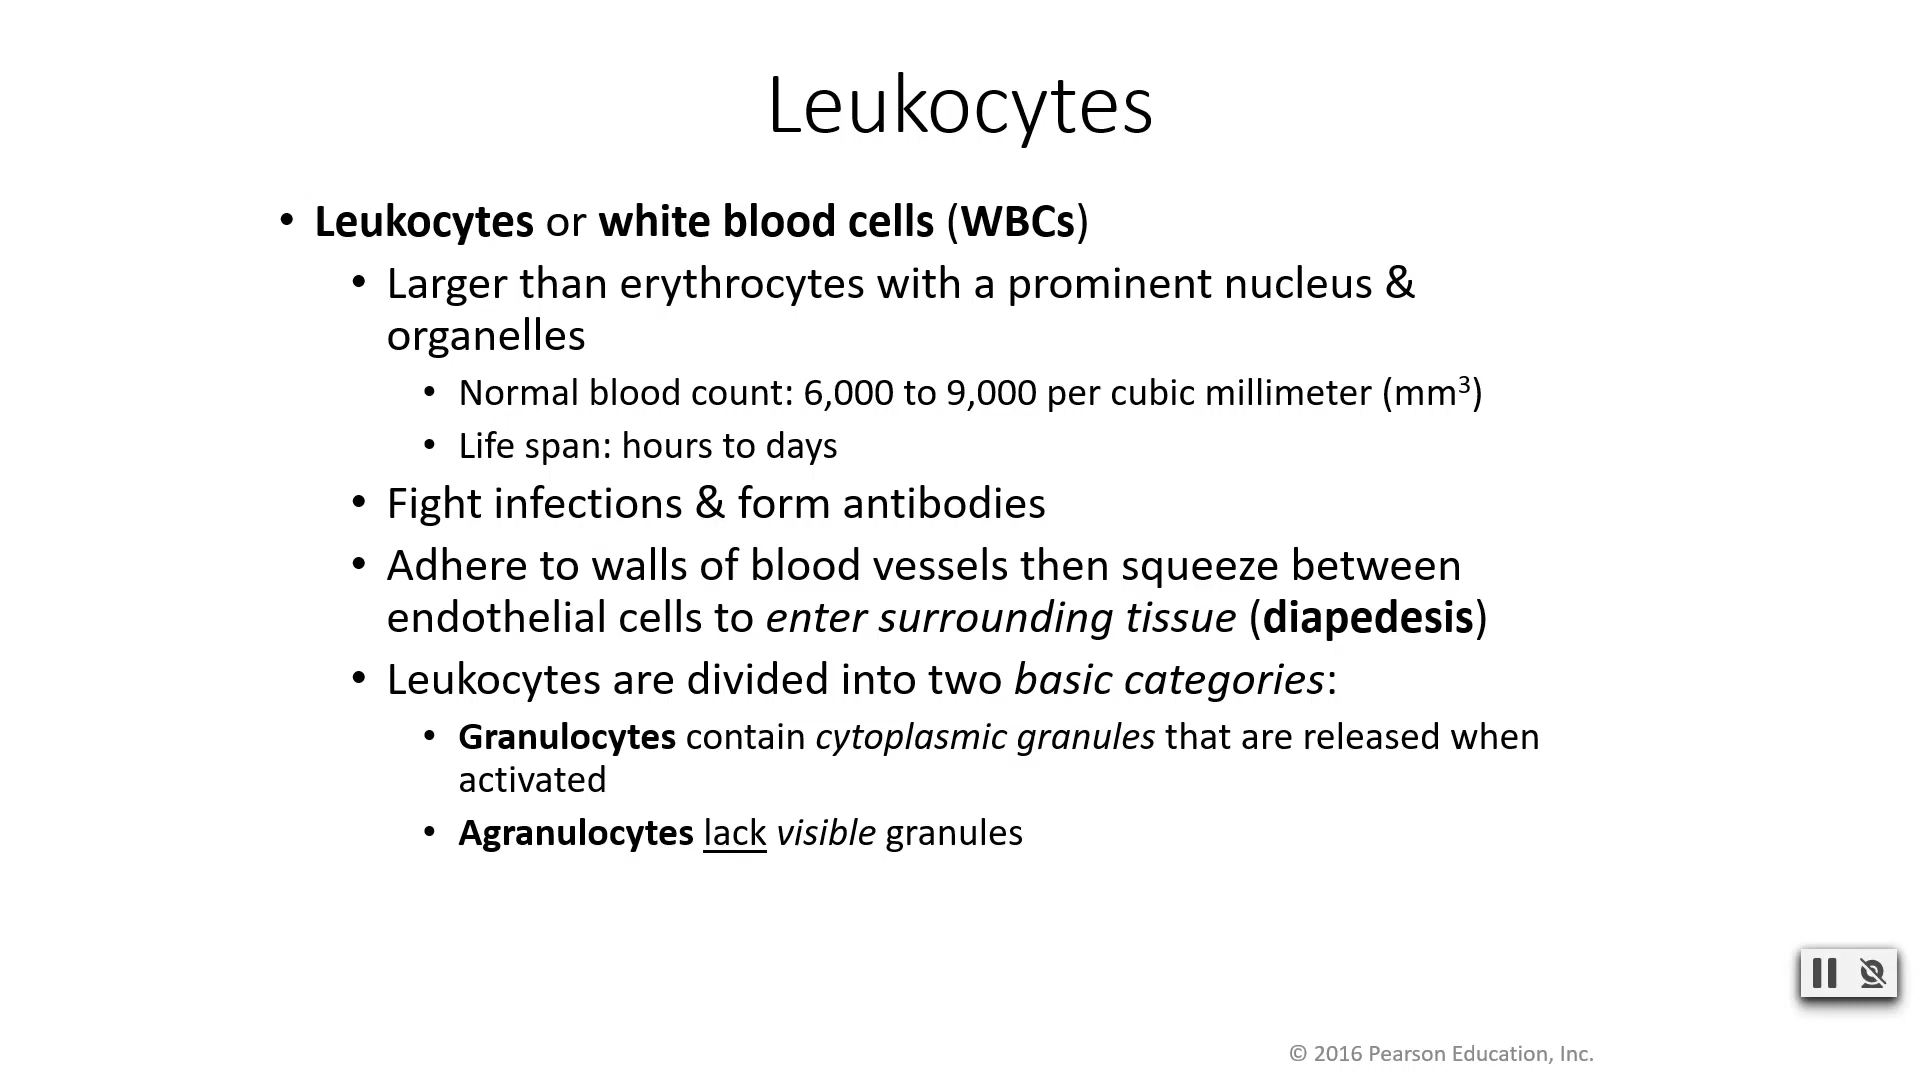 Leukocytes
• Leukocytes or white blood cells (WBCs)
• Larger than erythrocytes with a prominent nucleus &
organelles
• Normal blood count: 6,000 to 9,000 per cubic millimeter (mm³)
• Life span: hours to days
• Fight infections & form antibodies
• Adhere to walls of blood vessels then squeeze between
endothelial cells to enter surrounding tissue (diapedesis)
• Leukocytes are divided into two basic categories:
• Granulocytes contain cytoplasmic granules that are released when
activated
• Agranulocytes lack visible granules
© 2016 Pearson Education, Inc.